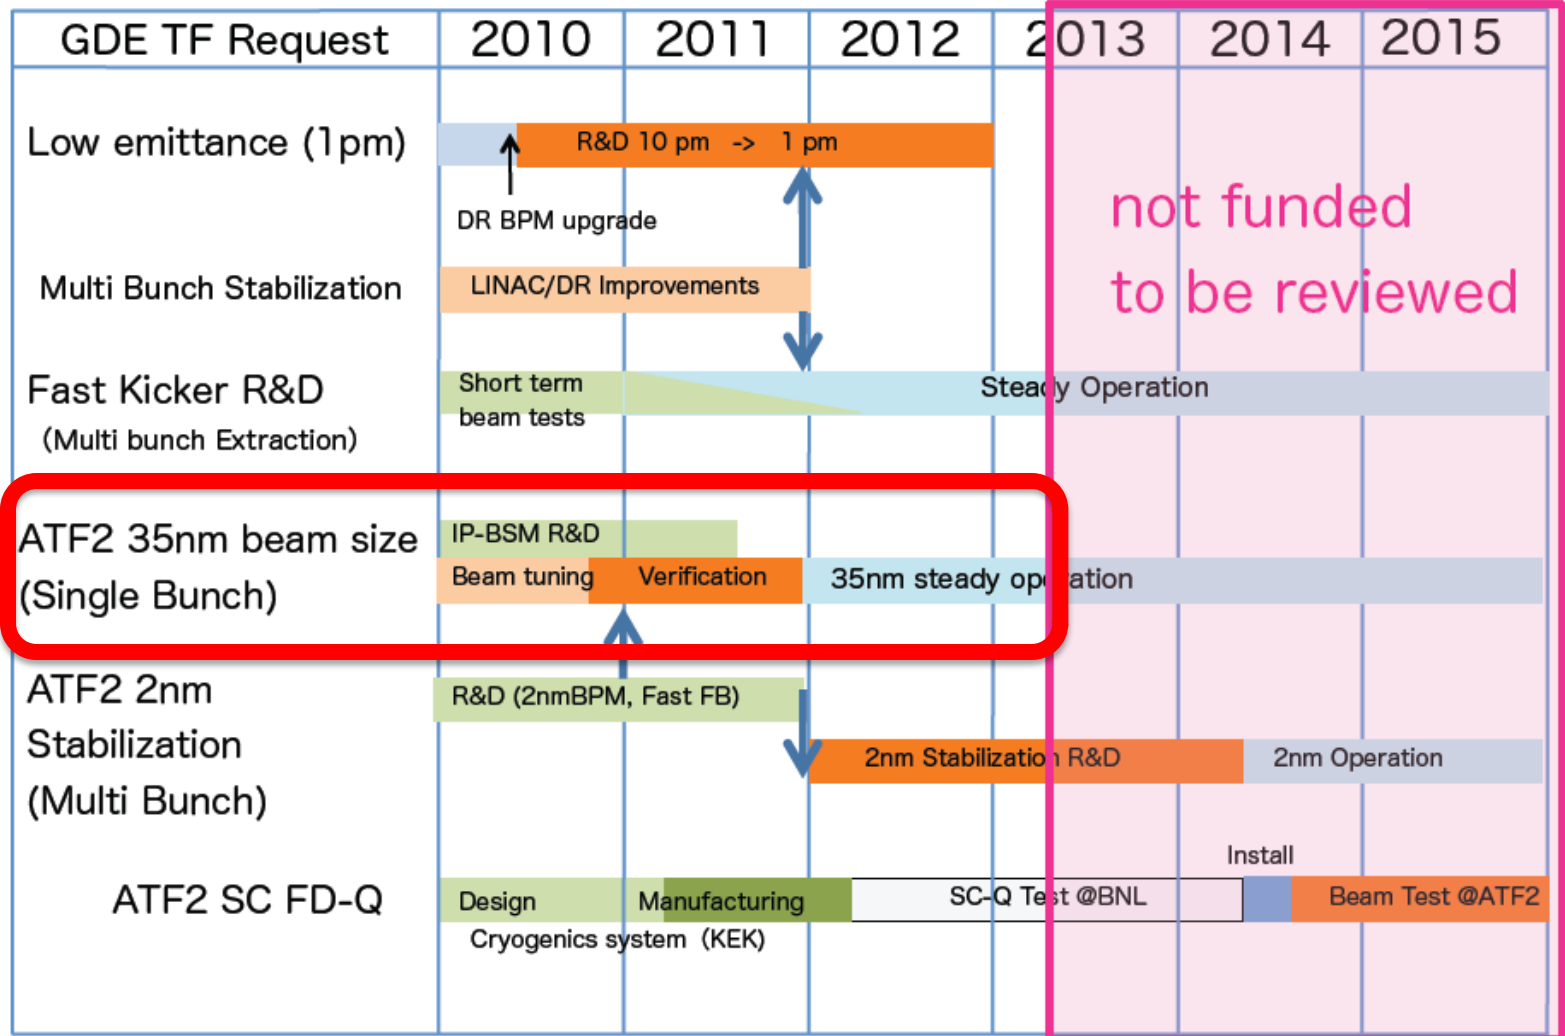 GDE TF Request 2010 2011 2012 2013 2014 2015
Low emittance (1pm)
R&D 10 pm -> 1 pm
DR BPM upgrade
not funded
to be reviewed
Multi Bunch Stabilization
LINAC/DR Improvements
Fast Kicker R&D
(Multi bunch Extraction)
Short term
beam tests
Steady Operation
ATF2 35nm beam size
(Single Bunch)
IP-BSM R&D
Beam tuning
Verification
35nm steady operation
ATF2 2nm
Stabilization
(Multi Bunch)
R&D (2nmBPM, Fast FB)
2nm Stabilization R&D
2nm Operation
Install
ATF2 SC FD-Q
Design
Manufacturing
SC-Q Test @BNL
Beam Test @ATF2
Cryogenics system (KEK)